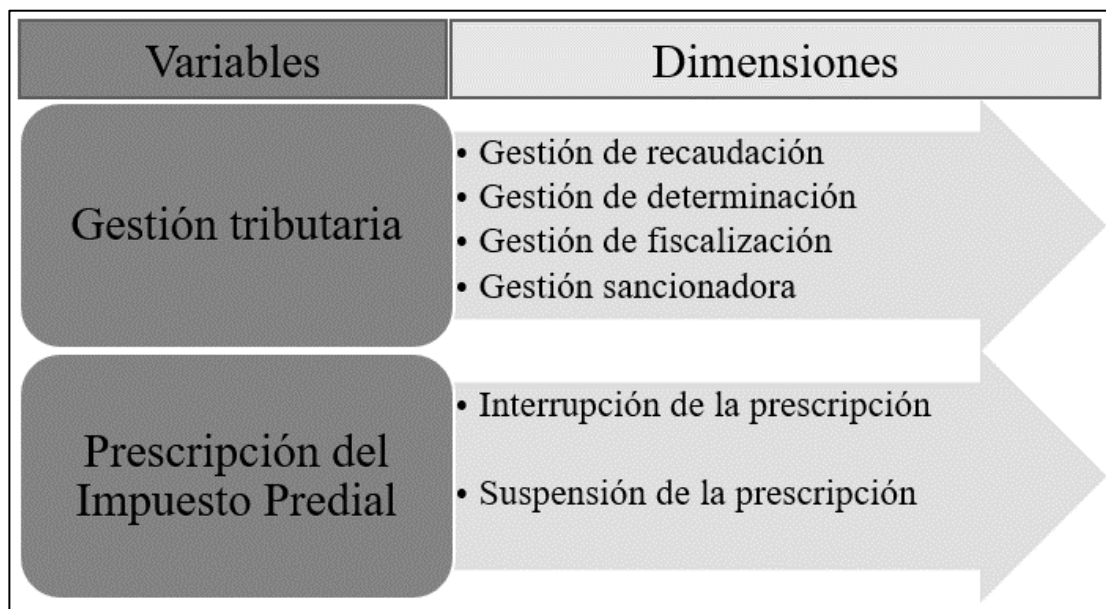 Variables
Dimensiones
Gestión tributaria
• Gestión de recaudación
• Gestión de determinación
• Gestión de fiscalización
• Gestión sancionadora
Prescripción del
Impuesto Predial
• Interrupción de la prescripción
• Suspensión de la prescripción